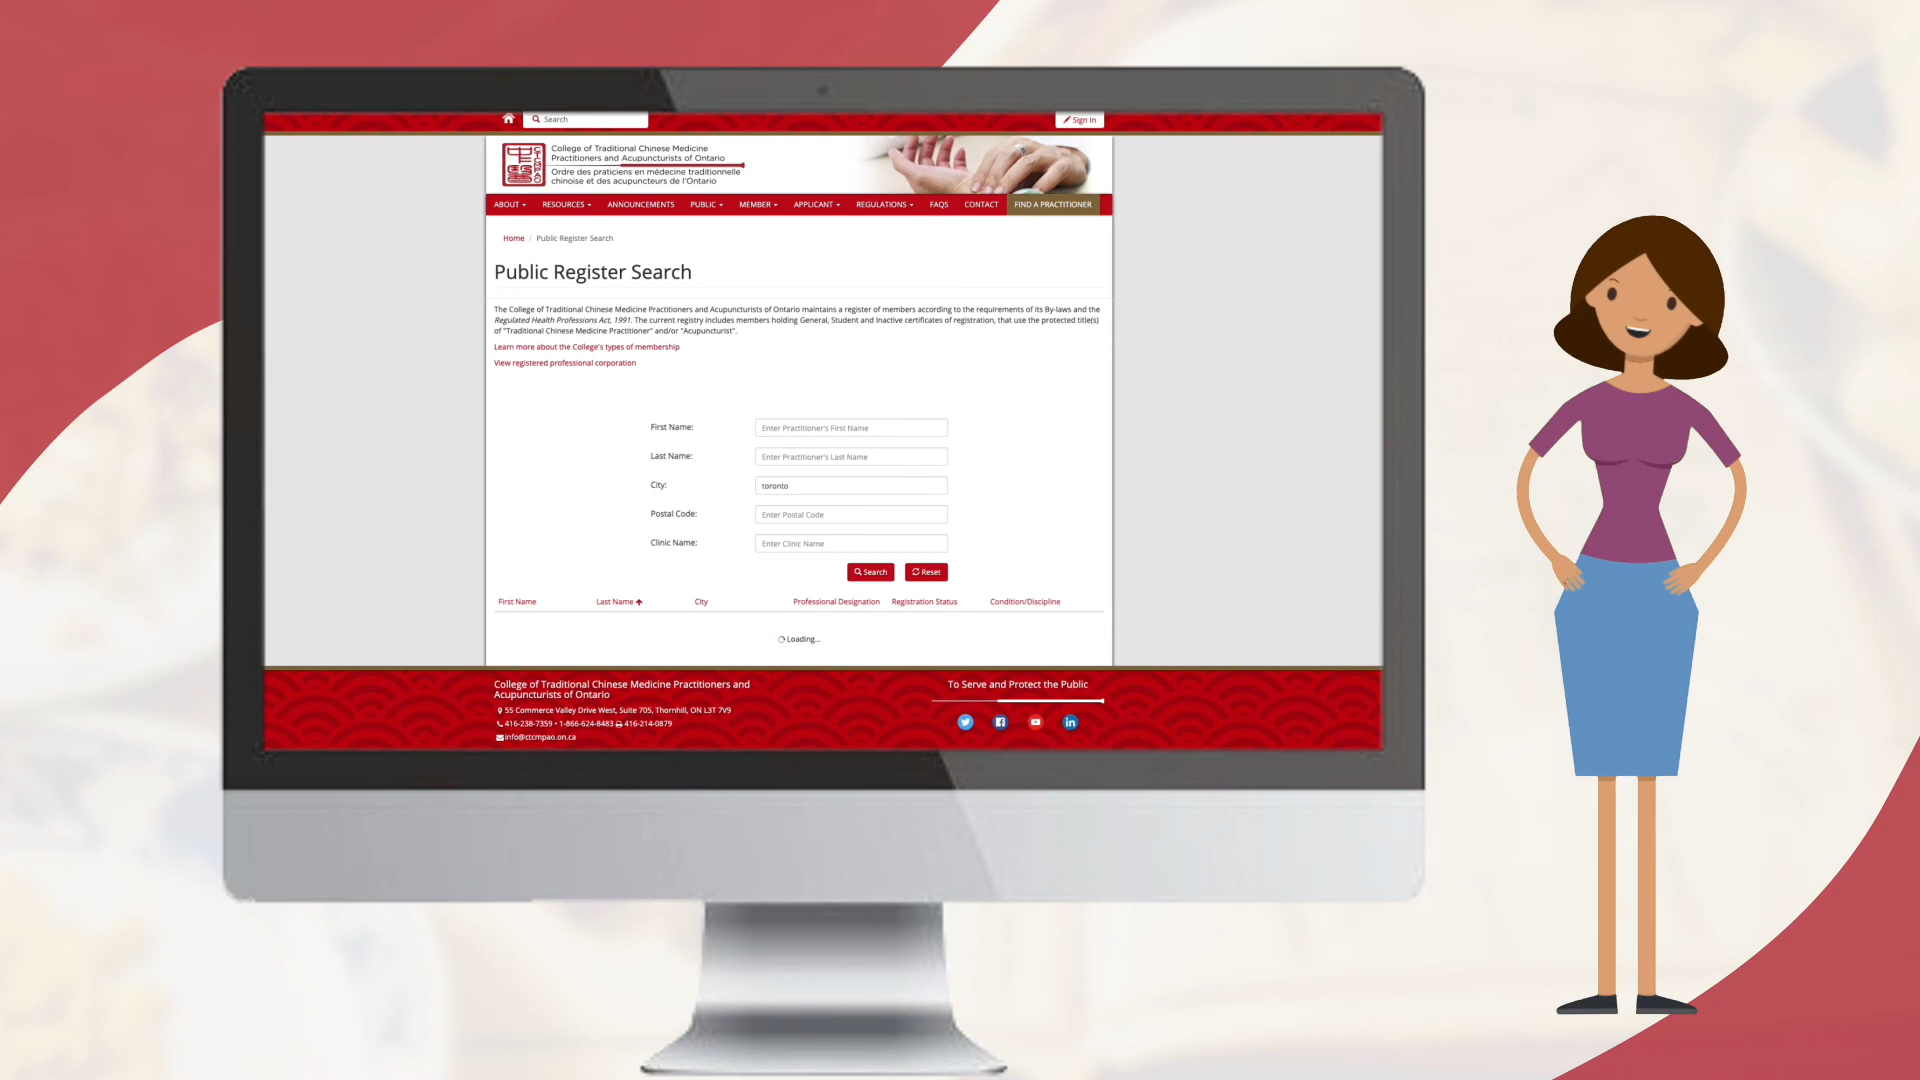 Search
Sign In
中醫
CTCMPAO
College of Traditional Chinese Medicine
Practitioners and Acupuncturists of Ontario
Ordre des praticiens en médecine traditionnelle
chinoise et des acupuncteurs de l'Ontario
ABOUT RESOURCES ANNOUNCEMENTS PUBLIC MEMBER APPLICANT REGULATIONS FAQS CONTACT FIND A PRACTITIONER
Home / Public Register Search
Public Register Search
The College of Traditional Chinese Medicine Practitioners and Acupuncturists of Ontario maintains a register of members according to the requirements of its By-laws and the
Regulated Health Professions Act, 1991. The current registry includes members holding General, Student and Inactive certificates of registration, that use the protected title(s)
of "Traditional Chinese Medicine Practitioner" and/or "Acupuncturist".
Learn more about the College's types of membership
View registered professional corporation
First Name: Enter Practitioner's First Name
Last Name: Enter Practitioner's Last Name
City: toronto
Postal Code: Enter Postal Code
Clinic Name: Enter Clinic Name
Search Reset
First Name Last Name City Professional Designation Registration Status Condition/Discipline
Loading...
College of Traditional Chinese Medicine Practitioners and
Acupuncturists of Ontario
55 Commerce Valley Drive West, Suite 705, Thornhill, ON L3T 7V9
416-238-7359 • 1-866-624-8483 416-214-0879
info@ctcmpao.on.ca
To Serve and Protect the Public